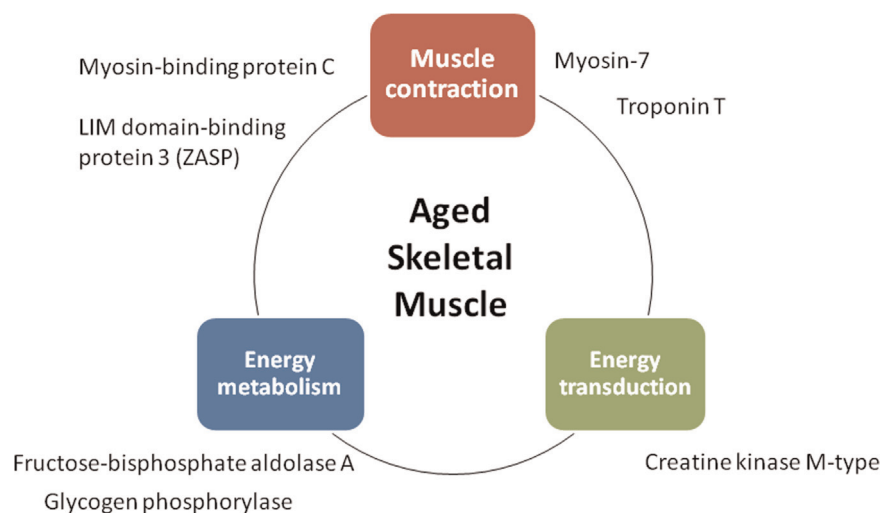 Muscle
contraction
Myosin-binding protein C
Myosin-7
Troponin T
LIM domain-binding
protein 3 (ZASP)
Aged
Skeletal
Muscle
Energy
metabolism
Energy
transduction
Fructose-bisphosphate aldolase A
Glycogen phosphorylase
Creatine kinase M-type